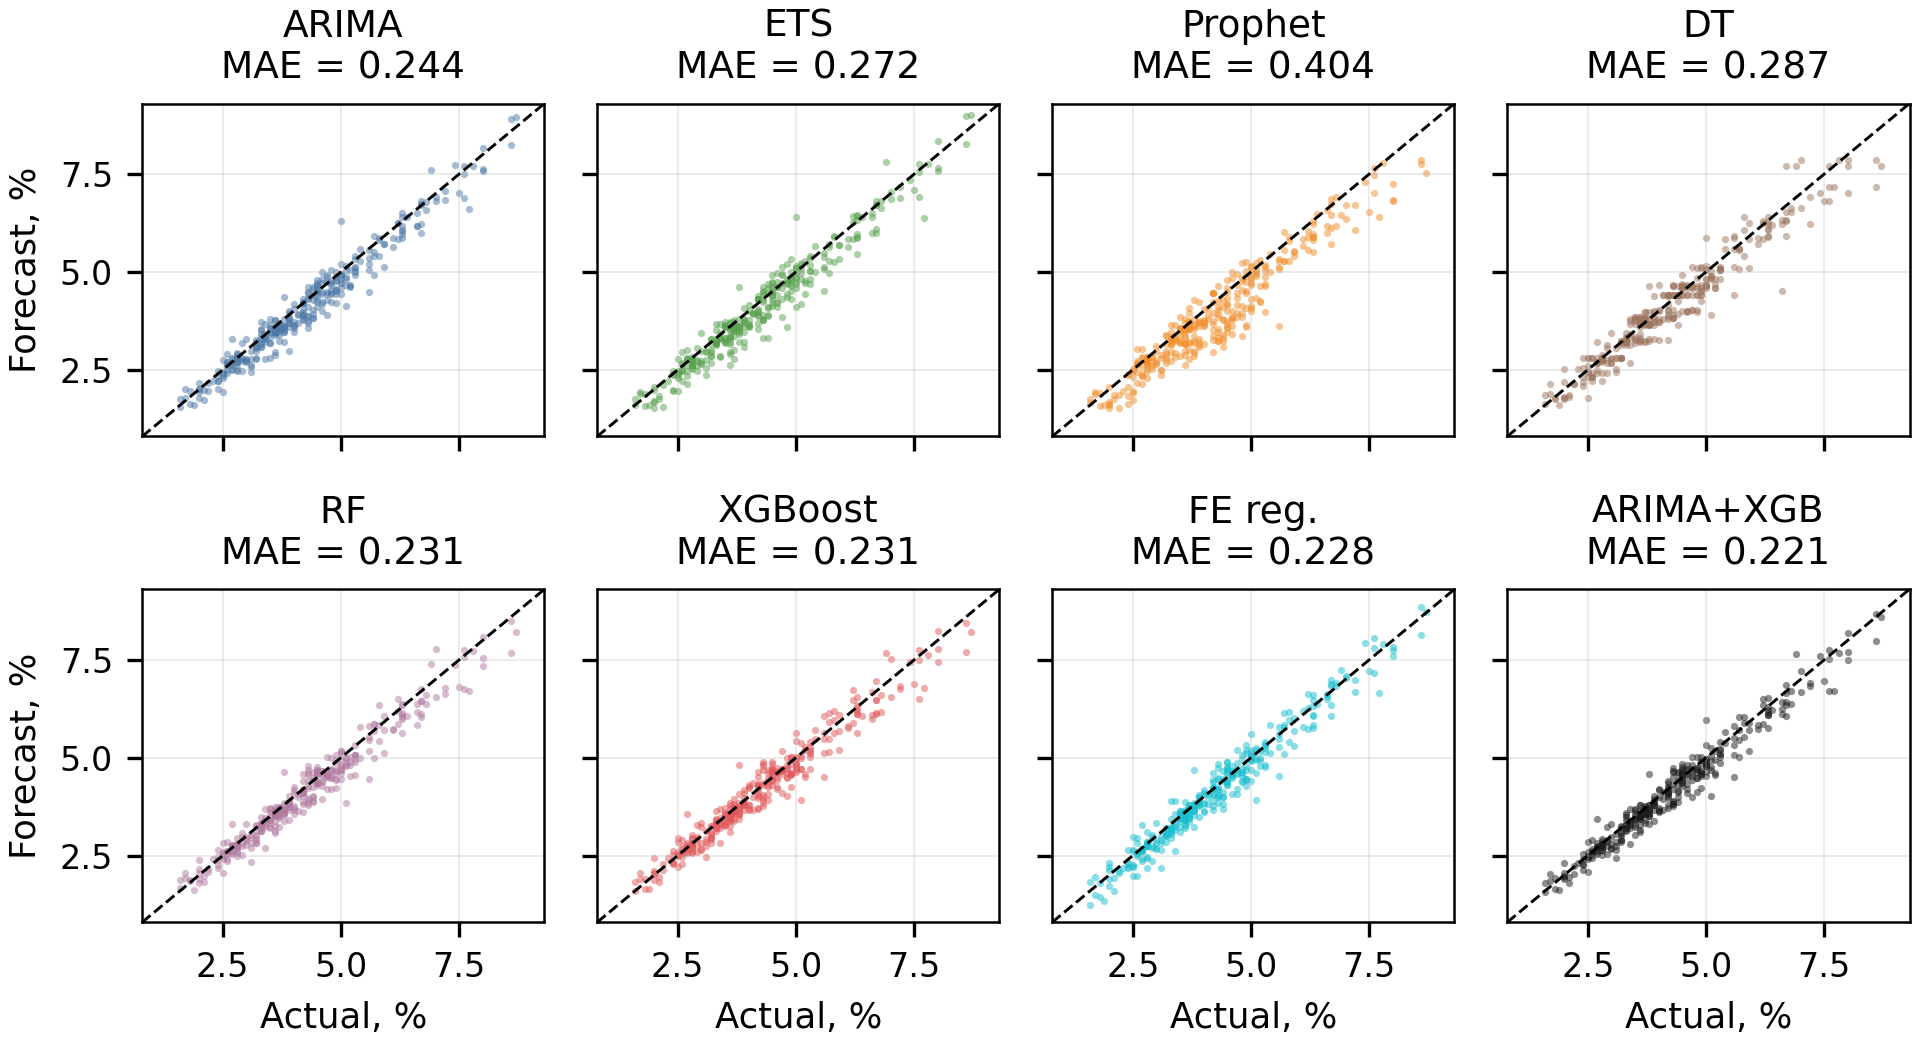 ARIMA
MAE = 0.244
ETS
MAE = 0.272
Prophet
MAE = 0.404
DT
MAE = 0.287
Forecast, %
7.5
5.0
2.5
RF
MAE = 0.231
XGBoost
MAE = 0.231
FE reg.
MAE = 0.228
ARIMA+XGB
MAE = 0.221
Forecast, %
7.5
5.0
2.5
2.5 5.0 7.5
2.5 5.0 7.5
2.5 5.0 7.5
2.5 5.0 7.5
Actual, %
Actual, %
Actual, %
Actual, %